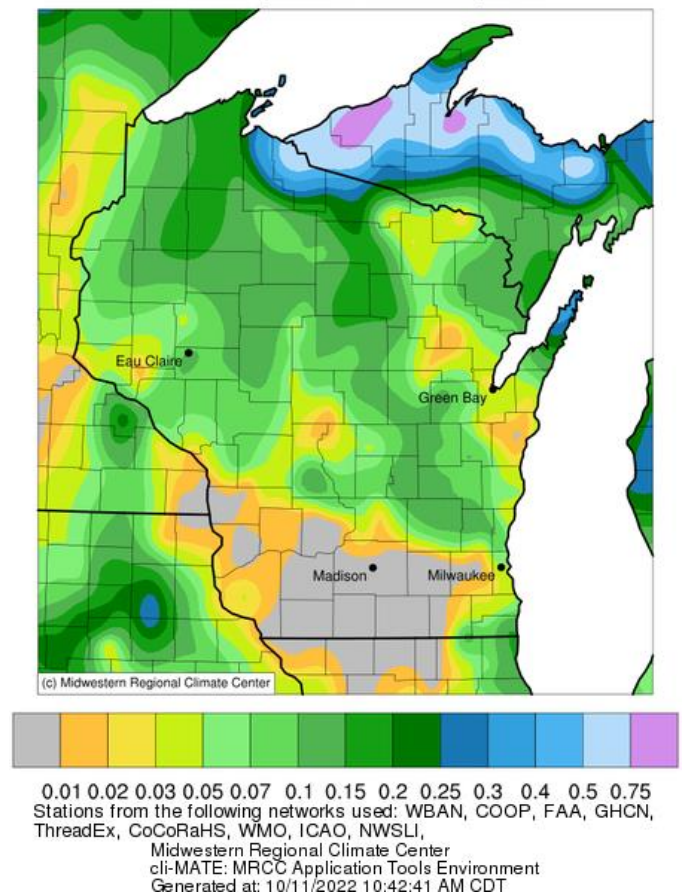 Eau Claire
Green Bay
Madison
Milwaukee
(c) Midwestern Regional Climate Center
0.01 0.02 0.03 0.05 0.07 0.1 0.15 0.2 0.25 0.3 0.4 0.5 0.75
Stations from the following networks used: WBAN, COOP, FAA, GHCN,
ThreadEx, CoCoRaHS, WMO, ICAO, NWSLI,
Midwestern Regional Climate Center
cli-MATE: MRCC Application Tools Environment
Generated at: 10/11/2022 10:42:41 AM CDT